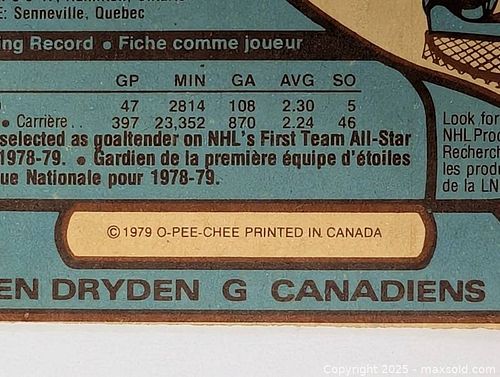 E: Senneville, Quebec
ing Record • Fiche comme joueur
GP MIN GA AVG SO
47 2814 108 2.30 5
• Carrière.. 397 23,352 870 2.24 46
selected as goaltender on NHL's First Team All-Star
1978-79. • Gardien de la première équipe d'étoiles
ue Nationale pour 1978-79.
Look for
NHL Pro
Recherch
les prod
de la LN
© 1979 O-PEE-CHEE PRINTED IN CANADA
EN DRYDEN G CANADIENS
Copyright © 2025 - maxsold.com